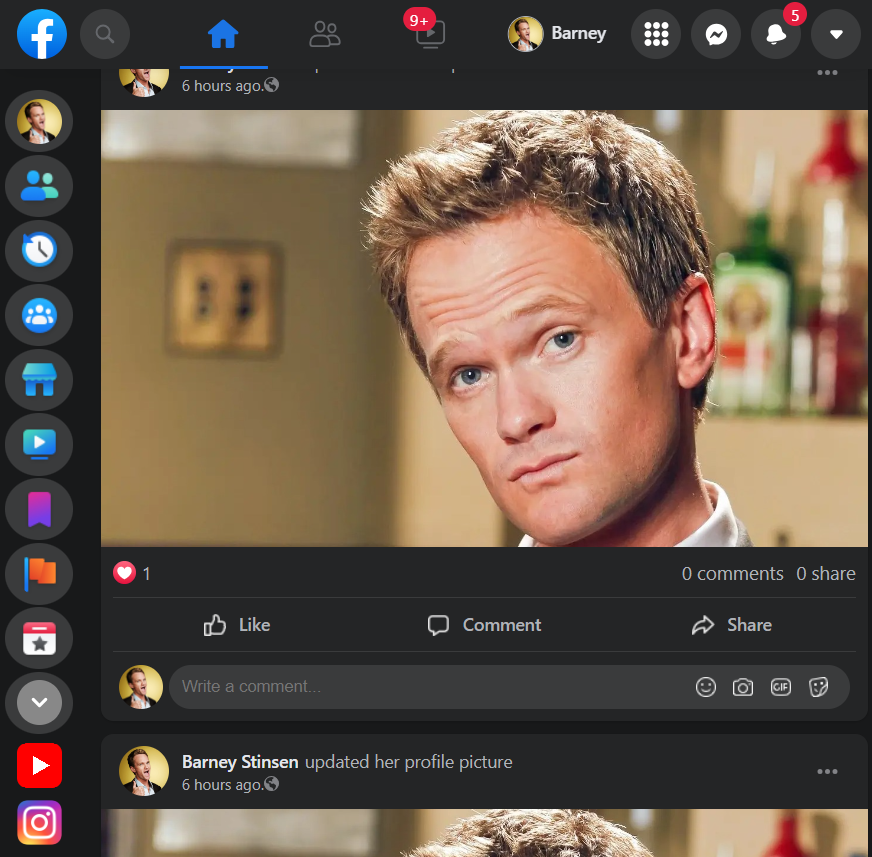 9+
Barney
5
6 hours ago.
1
0 comments 0 share
Like
Comment
Share
Write a comment...
GIF
Barney Stinsen updated her profile picture
6 hours ago.